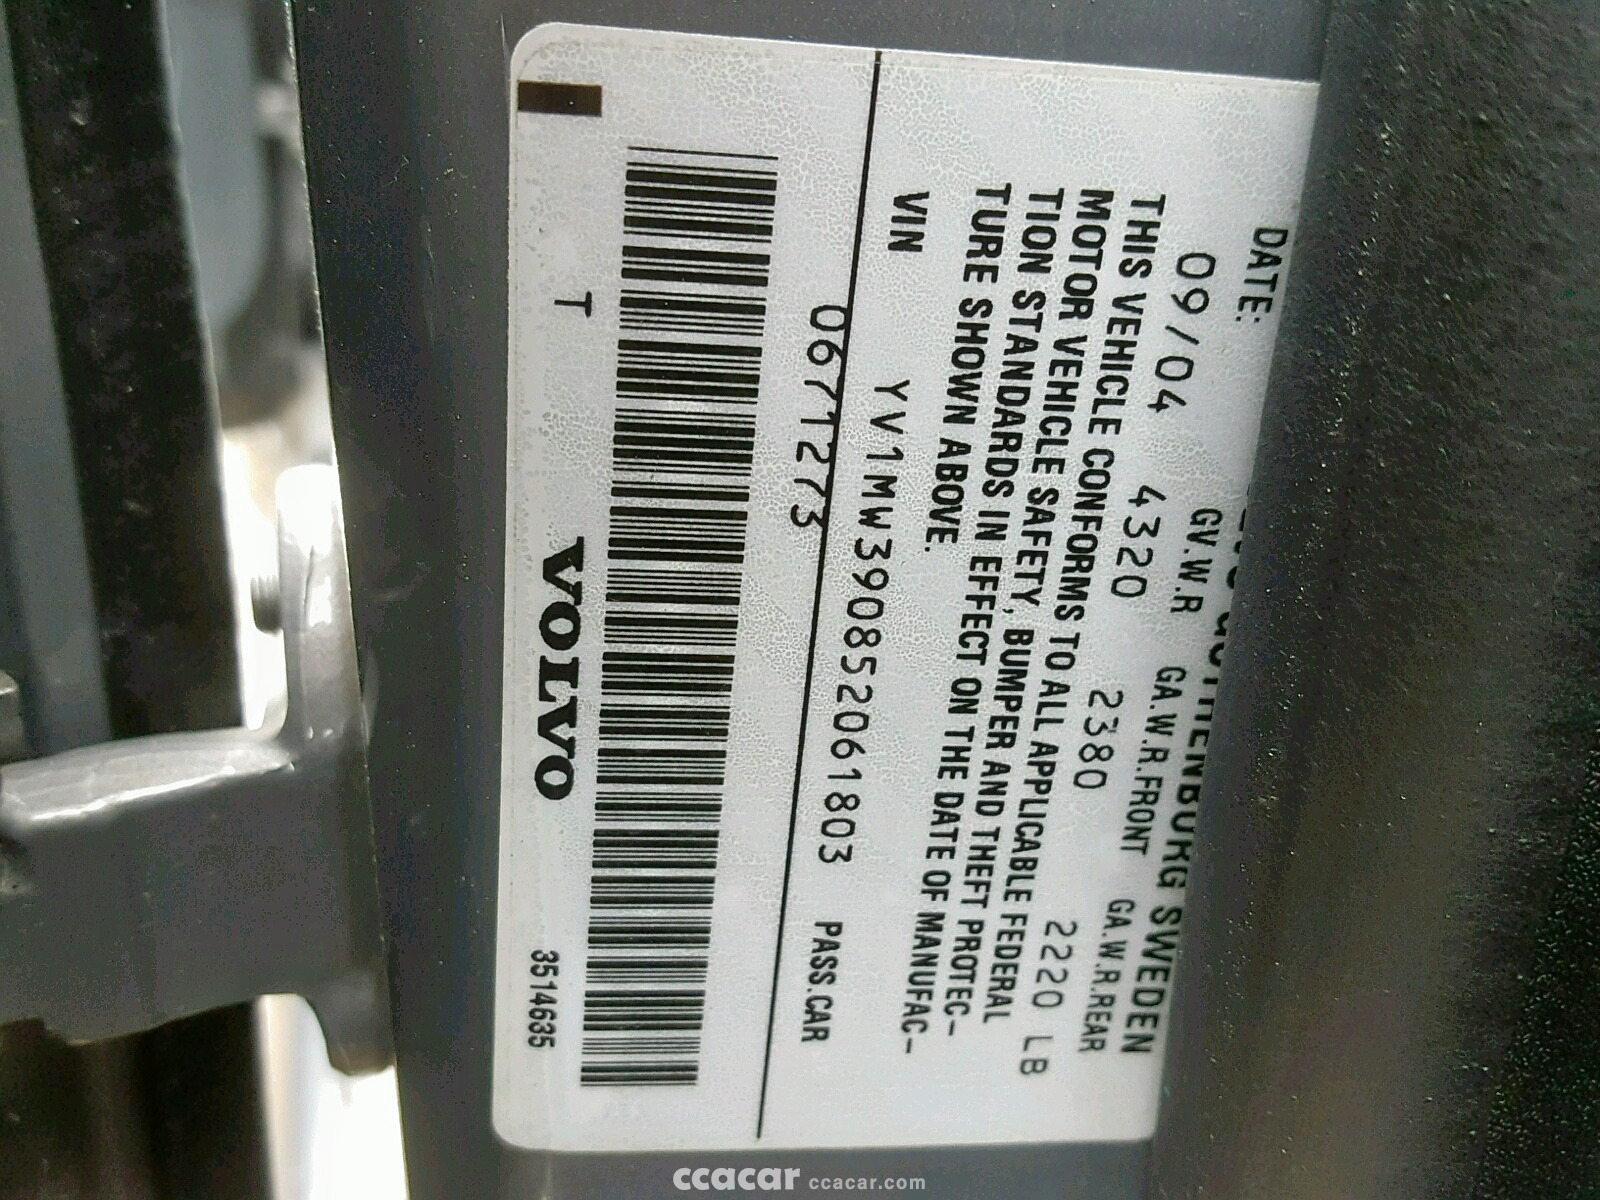 GOTHENBURG SWEDEN
DATE: GV.W.R GA.W.R.FRONT GA.W.R.REAR
09/04 4320 2380 2220 LB
THIS VEHICLE CONFORMS TO ALL APPLICABLE FEDERAL
MOTOR VEHICLE SAFETY, BUMPER AND THEFT PROTEC-
TION STANDARDS IN EFFECT ON THE DATE OF MANUFAC-
TURE SHOWN ABOVE.
VIN YV1MW390852061803 PASS.CAR
0671273
T VOLVO 3514635
ccacar ccacar.com